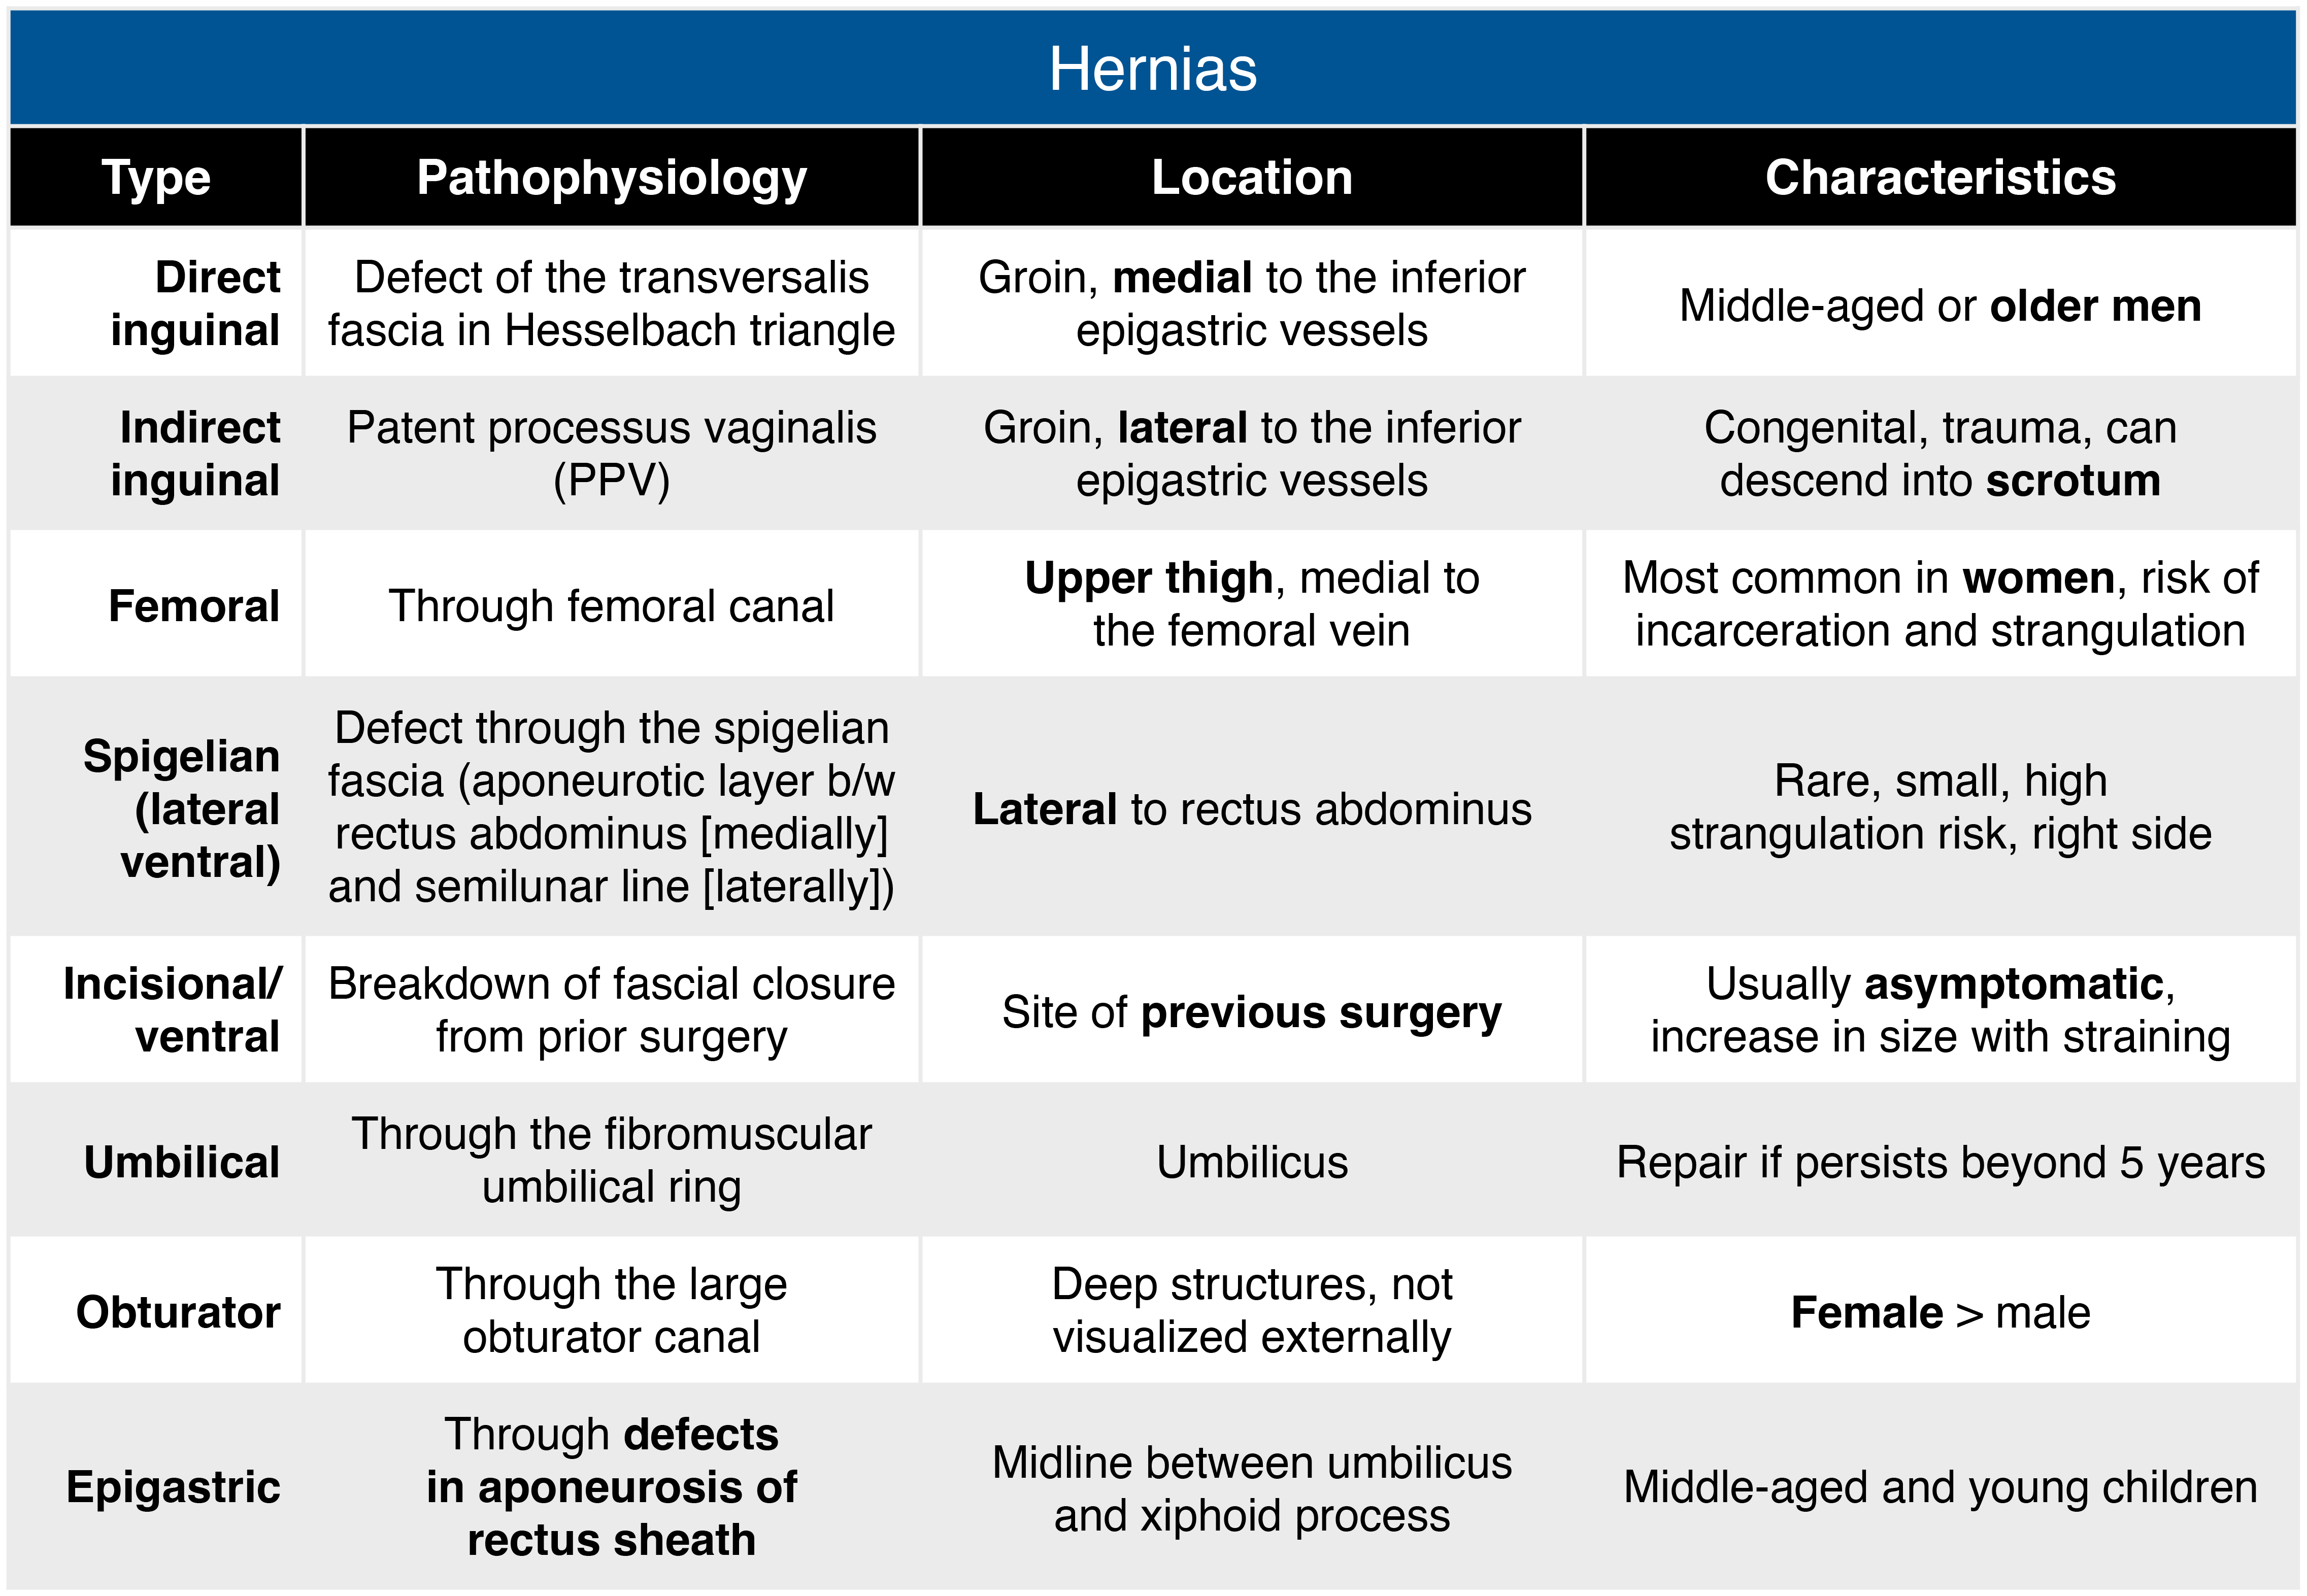 Hernias
Type
Pathophysiology
Location
Characteristics
Direct
inguinal
Defect of the transversalis
fascia in Hesselbach triangle
Groin, medial to the inferior
epigastric vessels
Middle-aged or older men
Indirect
inguinal
Patent processus vaginalis
(PPV)
Groin, lateral to the inferior
epigastric vessels
Congenital, trauma, can
descend into scrotum
Femoral
Through femoral canal
Upper thigh, medial to
the femoral vein
Most common in women, risk of
incarceration and strangulation
Spigelian
(lateral
ventral)
Defect through the spigelian
fascia (aponeurotic layer b/w
rectus abdominus [medially]
and semilunar line [laterally])
Lateral to rectus abdominus
Rare, small, high
strangulation risk, right side
Incisional/
ventral
Breakdown of fascial closure
from prior surgery
Site of previous surgery
Usually asymptomatic,
increase in size with straining
Umbilical
Through the fibromuscular
umbilical ring
Umbilicus
Repair if persists beyond 5 years
Obturator
Through the large
obturator canal
Deep structures, not
visualized externally
Female > male
Epigastric
Through defects
in aponeurosis of
rectus sheath
Midline between umbilicus
and xiphoid process
Middle-aged and young children